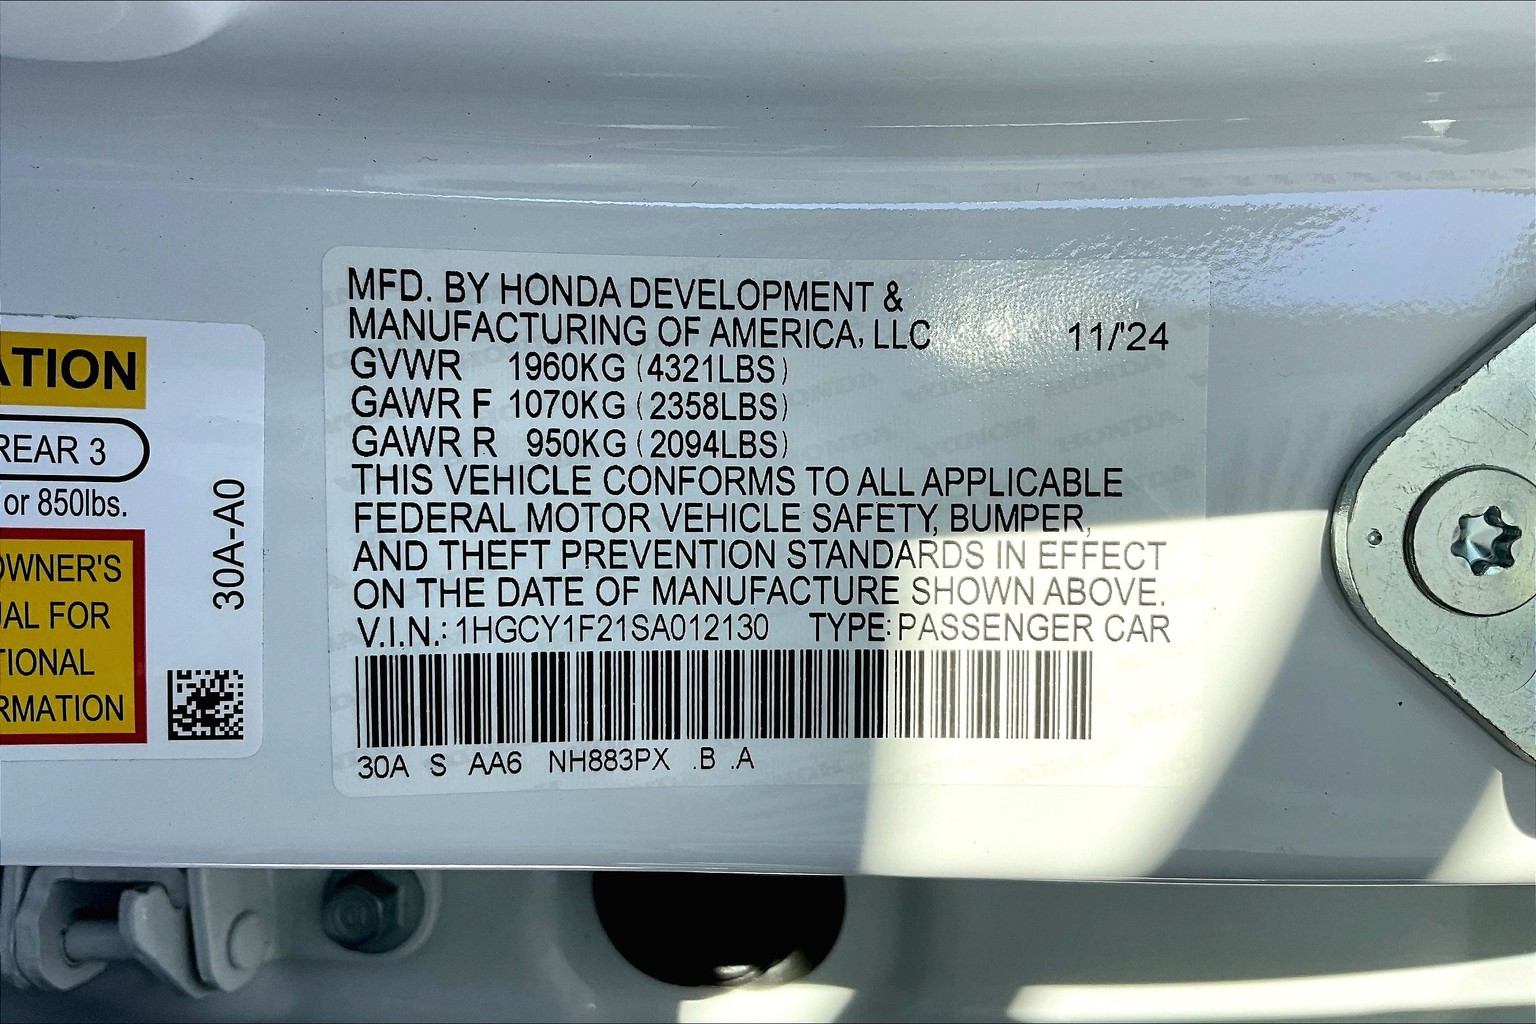 ATION
REAR 3
or 850lbs.
OWNER'S
UAL FOR
TIONAL
RMATION
30A-A0
MFD. BY HONDA DEVELOPMENT &
MANUFACTURING OF AMERICA, LLC 11/'24
GVWR 1960KG (4321LBS)
GAWR F 1070KG (2358LBS)
GAWR R 950KG (2094LBS)
THIS VEHICLE CONFORMS TO ALL APPLICABLE
FEDERAL MOTOR VEHICLE SAFETY, BUMPER,
AND THEFT PREVENTION STANDARDS IN EFFECT
ON THE DATE OF MANUFACTURE SHOWN ABOVE.
V.I.N.: 1HGCY1F21SA012130 TYPE: PASSENGER CAR
30A S AA6 NH883PX .B .A